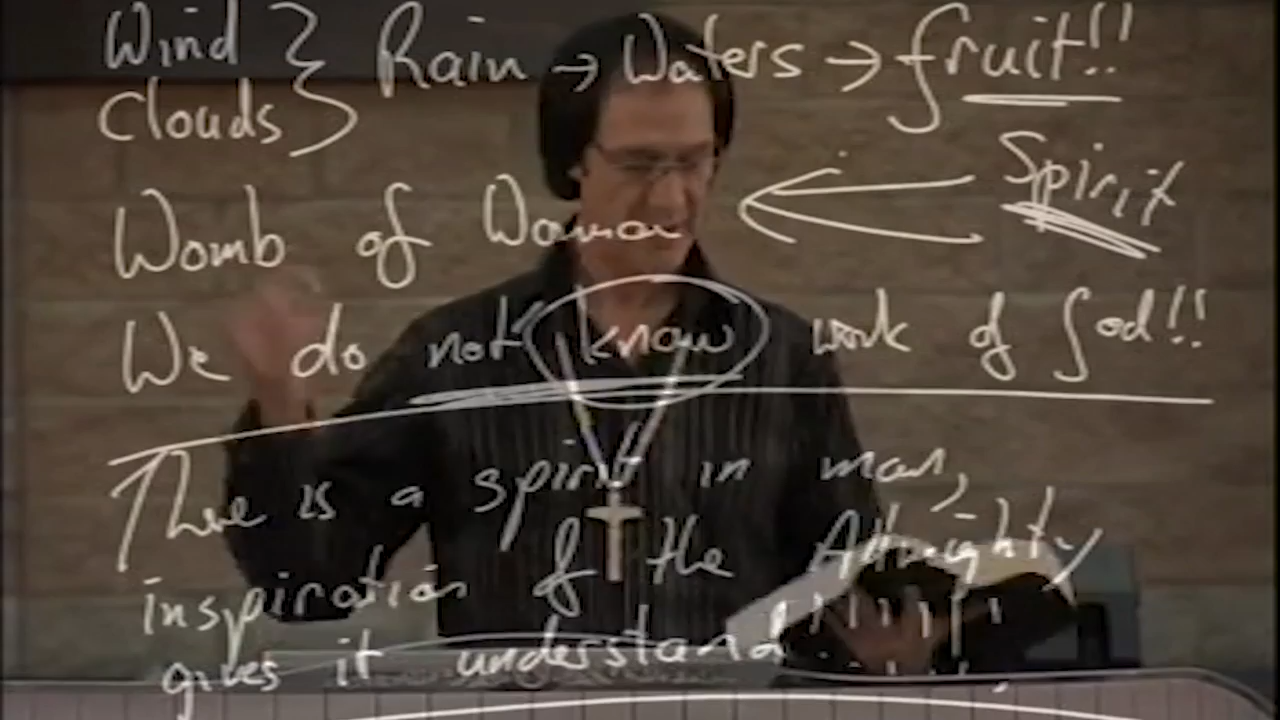 Wind } Rain → Waters → fruit!!
Clouds
Spirit
Womb of Woman
We do not know work of God!!
There is a spirit in man,
inspiration of the Almighty
gives it understand